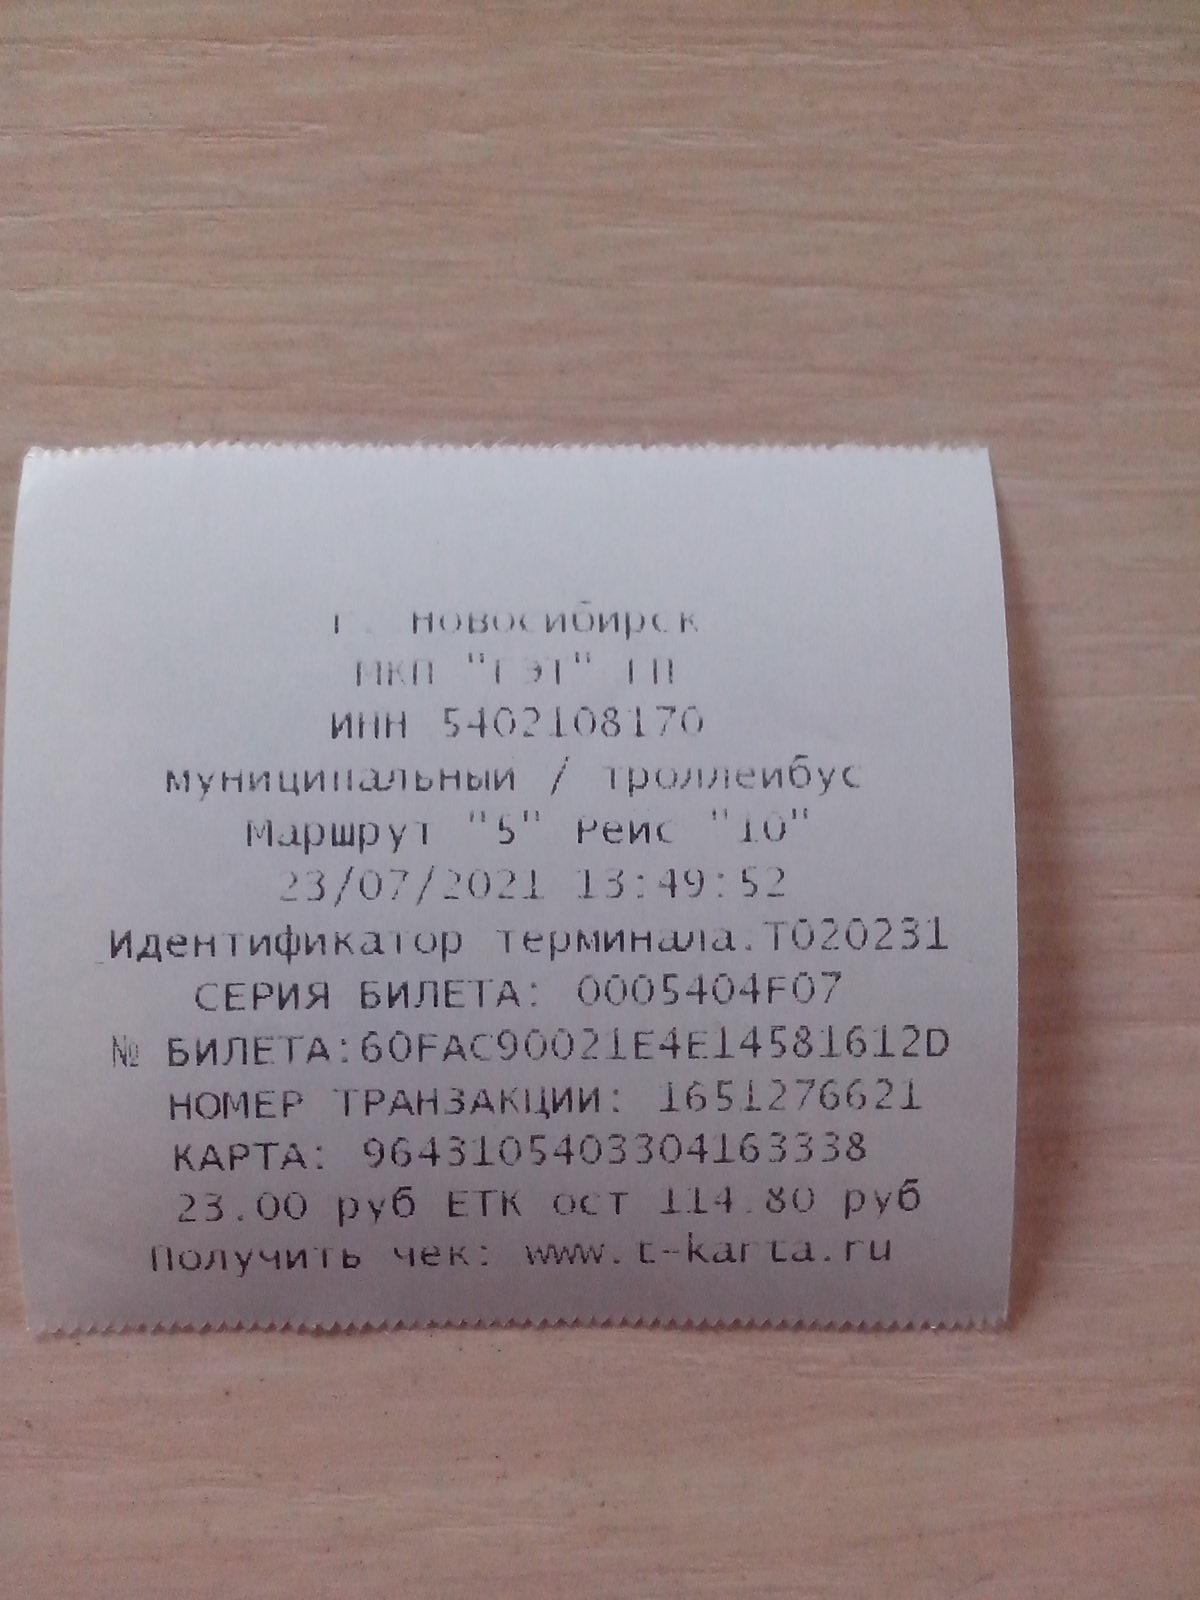 г. Новосибирск
МКП "ГЭТ" ГП
ИНН 5402108170
муниципальный / троллейбус
Маршрут "5" Рейс "10"
23/07/2021 13:49:52
Идентификатор терминала.T020231
СЕРИЯ БИЛЕТА: 0005404F07
№ БИЛЕТА:60FAC90021E4E14581612D
НОМЕР ТРАНЗАКЦИИ: 1651276621
КАРТА: 9643105403304163338
23.00 руб ЕТК ост 114.80 руб
Получить чек: www.t-karta.ru